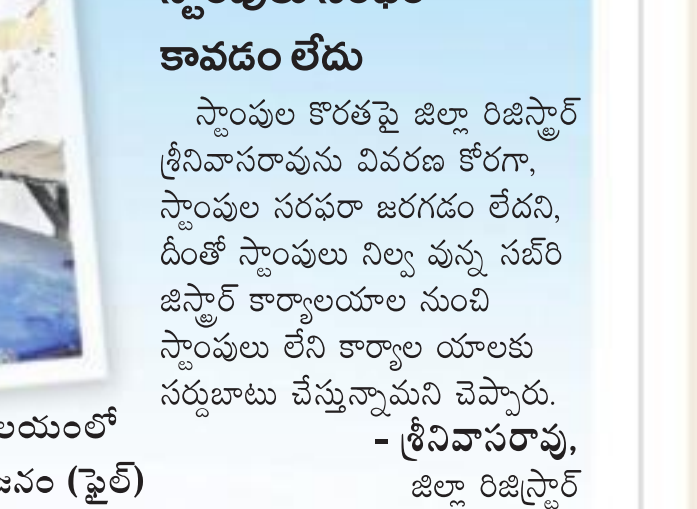 కావడం లేదు
స్టాంపుల కొరతపై జిల్లా రిజిస్ట్రార్
శ్రీనివాసరావును వివరణ కోరగా,
స్టాంపుల సరఫరా జరగడం లేదని,
దీంతో స్టాంపులు నిల్వ వున్న సబ్‌రి
జిస్ట్రార్ కార్యాలయాల నుంచి
స్టాంపులు లేని కార్యాల యాలకు
సర్దుబాటు చేస్తున్నామని చెప్పారు.
- శ్రీనివాసరావు,
జిల్లా రిజిస్ట్రార్
లయంలో
జనం (ఫైల్)